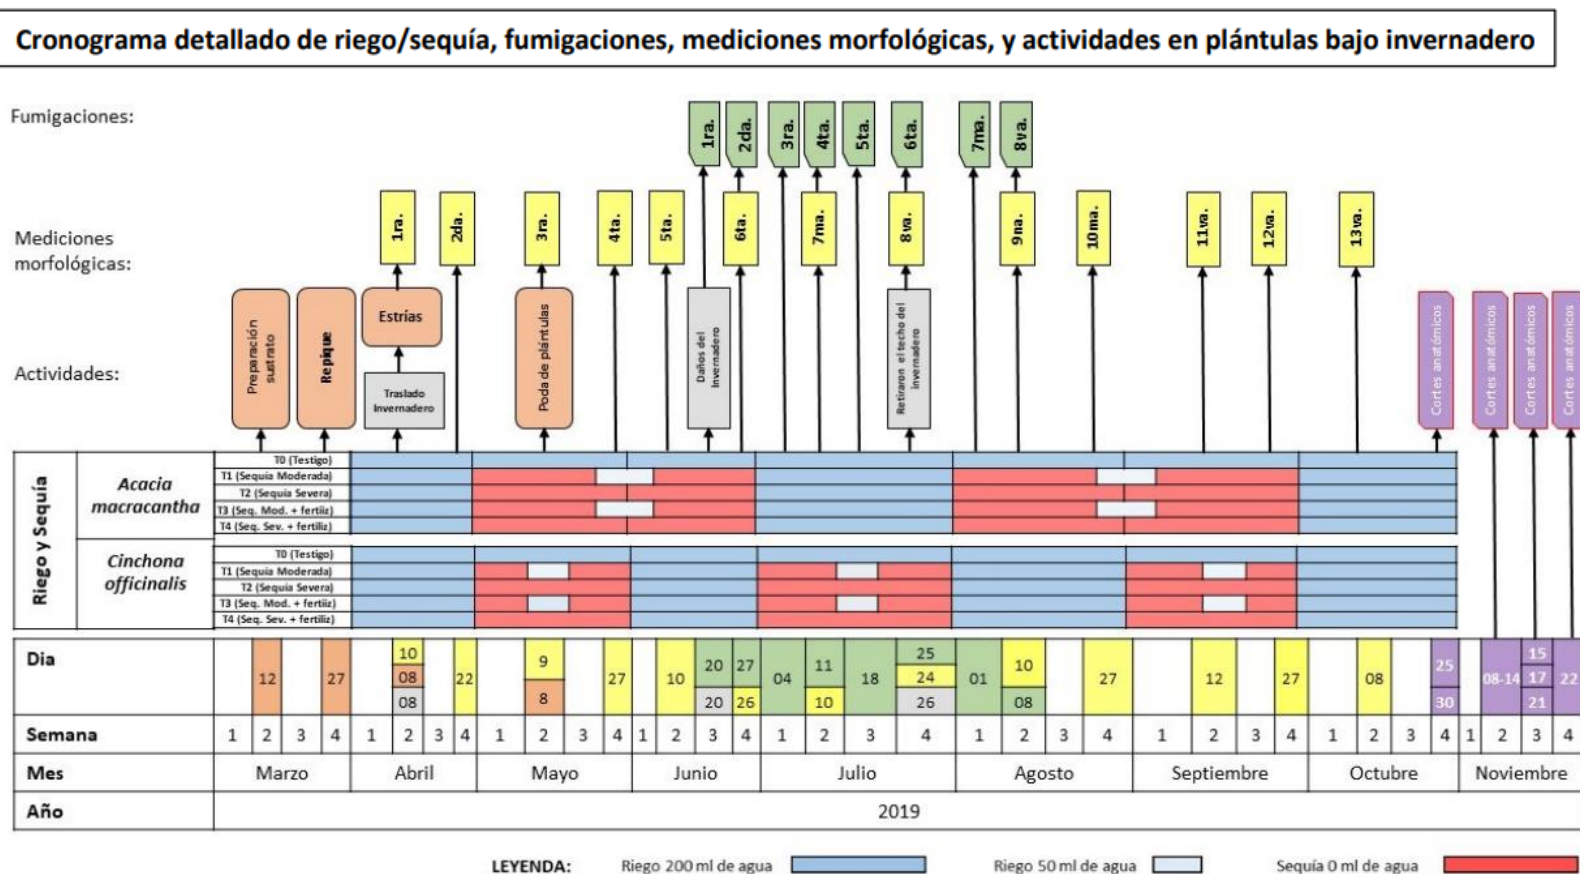 Cronograma detallado de riego/sequía, fumigaciones, mediciones morfológicas, y actividades en plántulas bajo invernadero
Fumigaciones:
1ra.
2da.
3ra.
4ta.
5ta.
6ta.
7ma.
8va.
Mediciones
morfológicas:
1ra.
2da.
3ra.
4ta.
5ta.
6ta.
7ma.
8va.
9na.
10ma.
11va.
12va.
13va.
Actividades:
Preparación
sustrato
Repique
Estrías
Traslado
Invernadero
Poda de plántulas
Daños del
Invernadero
Retiraron el techo del
invernadero
Cortes anatómicos
Cortes anatómicos
Cortes anatómicos
Cortes anatómicos
Riego y Sequía
Acacia
macracantha
T0 (Testigo)
T1 (Sequía Moderada)
T2 (Sequía Severa)
T3 (Seq. Mod. + fertiliz)
T4 (Seq. Sev. + fertiliz)
Cinchona
officinalis
T0 (Testigo)
T1 (Sequía Moderada)
T2 (Sequía Severa)
T3 (Seq. Mod. + fertiliz)
T4 (Seq. Sev. + fertiliz)
Dia
12 27
10
08
08
22
9
8
27
10
20
20
27
26
04
11
10
18
25
24
26
01
10
08
27
12
27
08
25
30
08-14
15
17
21
22
Semana 1 2 3 4 1 2 3 4 1 2 3 4 1 2 3 4 1 2 3 4 1 2 3 4 1 2 3 4 1 2 3 4 1 2 3 4
Mes Marzo Abril Mayo Junio Julio Agosto Septiembre Octubre Noviembre
Año 2019
LEYENDA: Riego 200 ml de agua Riego 50 ml de agua Sequía 0 ml de agua